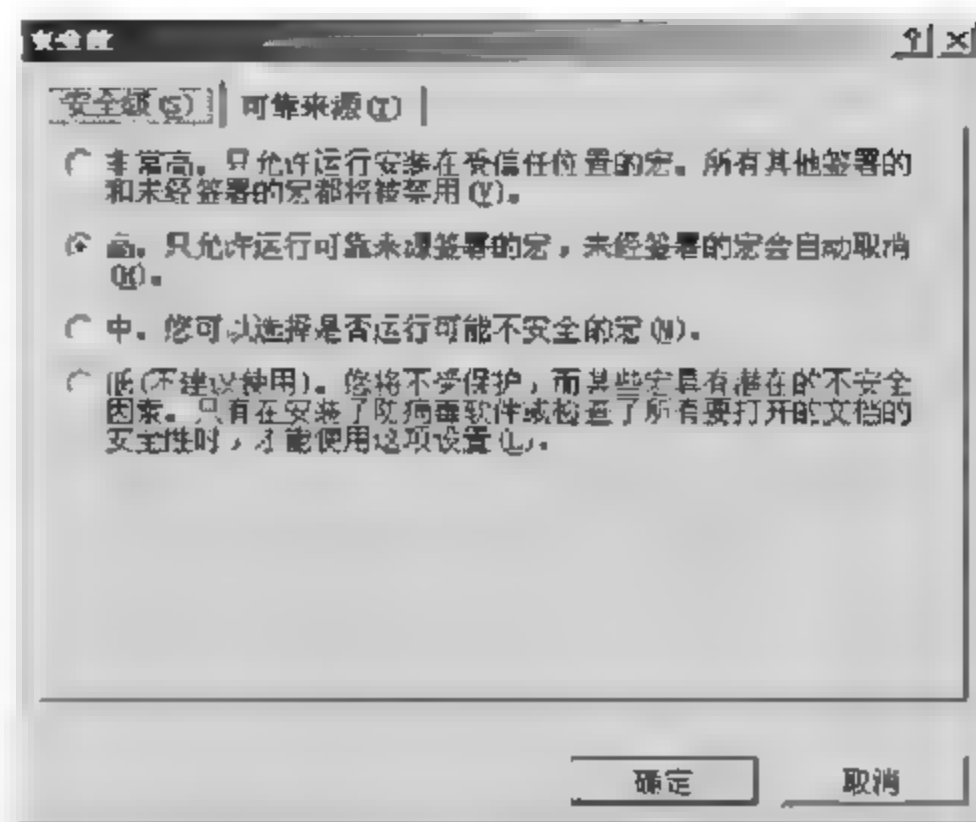 安全性
安全级(S)
可靠来源(T)
非常高。只允许运行安装在受信任位置的宏。所有其他签署的
和未经签署的宏都将被禁用(V)。
高。只允许运行可靠来源签署的宏，未经签署的宏会自动取消
(H)。
中。您可以选择是否运行可能不安全的宏(M)。
低(不建议使用)。您将不受保护，而某些宏具有潜在的不安全
因素。只有在安装了防病毒软件或检查了所有要打开的文档的
安全性时，才能使用这项设置(L)。
确定
取消